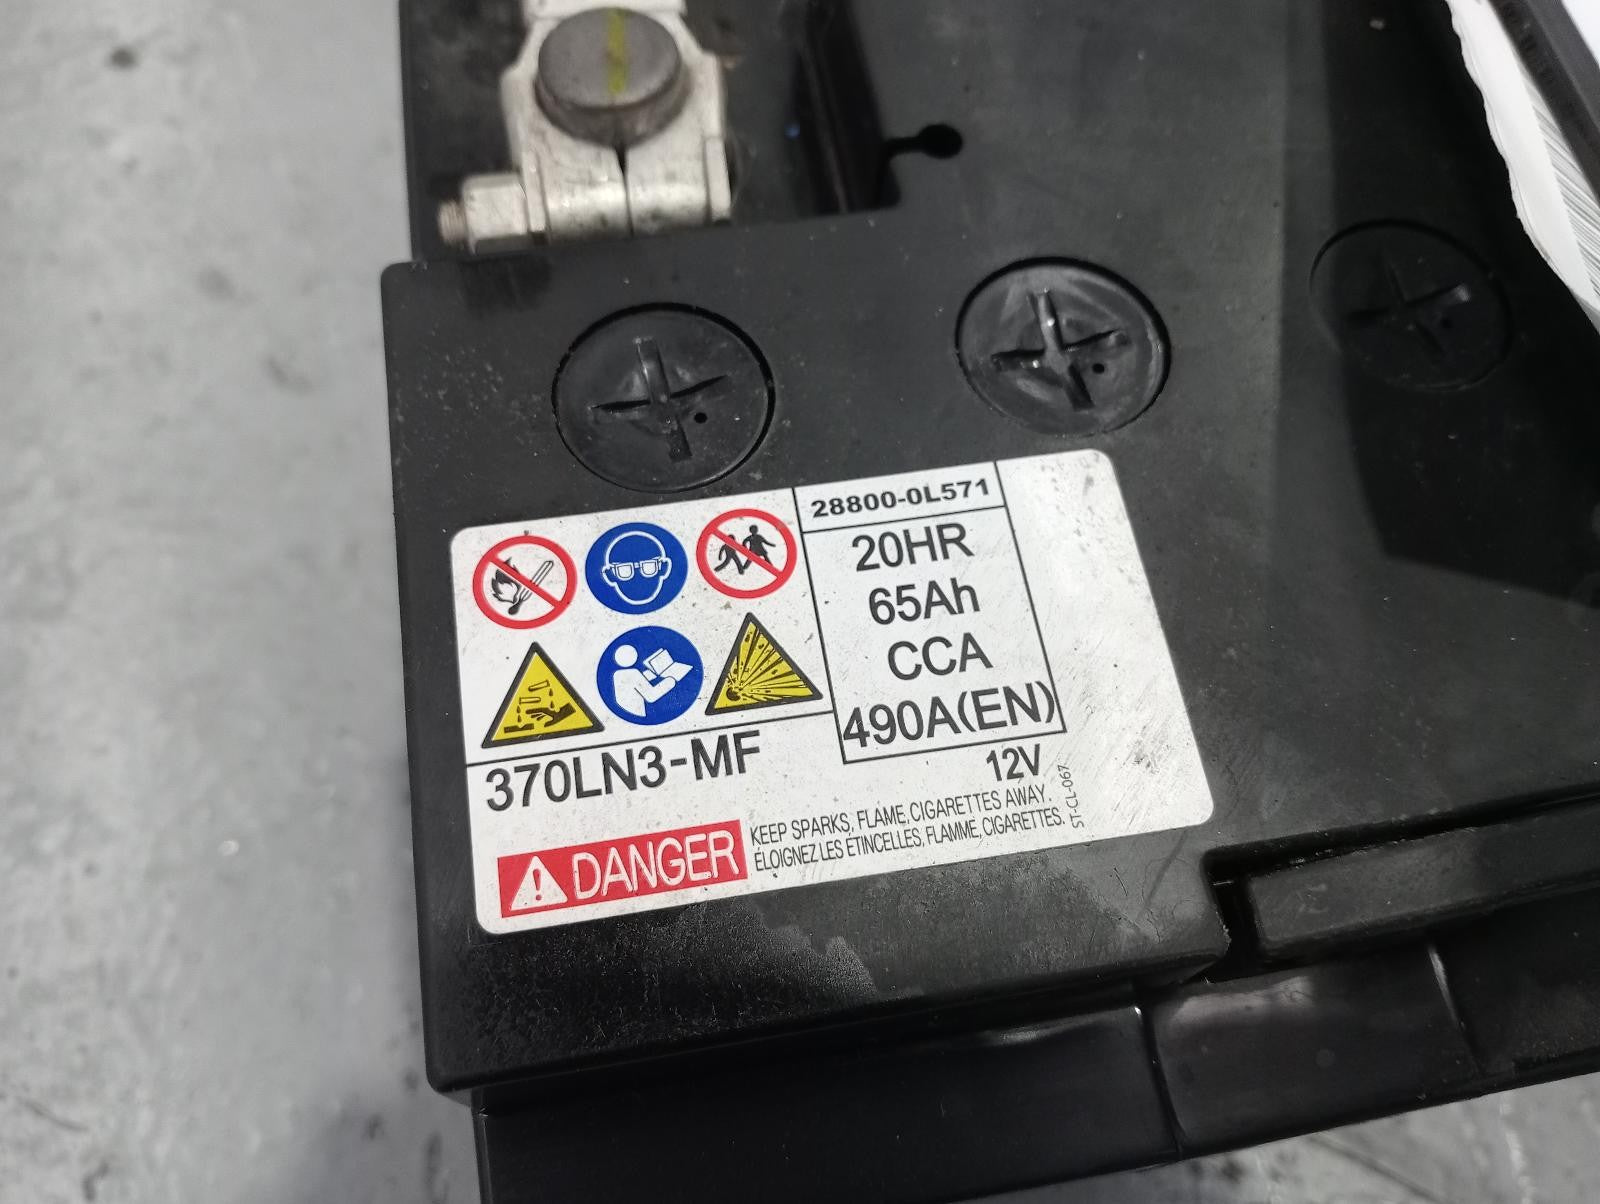 28800-0L571
20HR
65Ah
CCA
490A(EN)
370LN3-MF
12V
DANGER
KEEP SPARKS, FLAME, CIGARETTES AWAY.
ÉLOIGNEZ LES ETINCELLES, FLAMME, CIGARETTES.
ST-CL-067